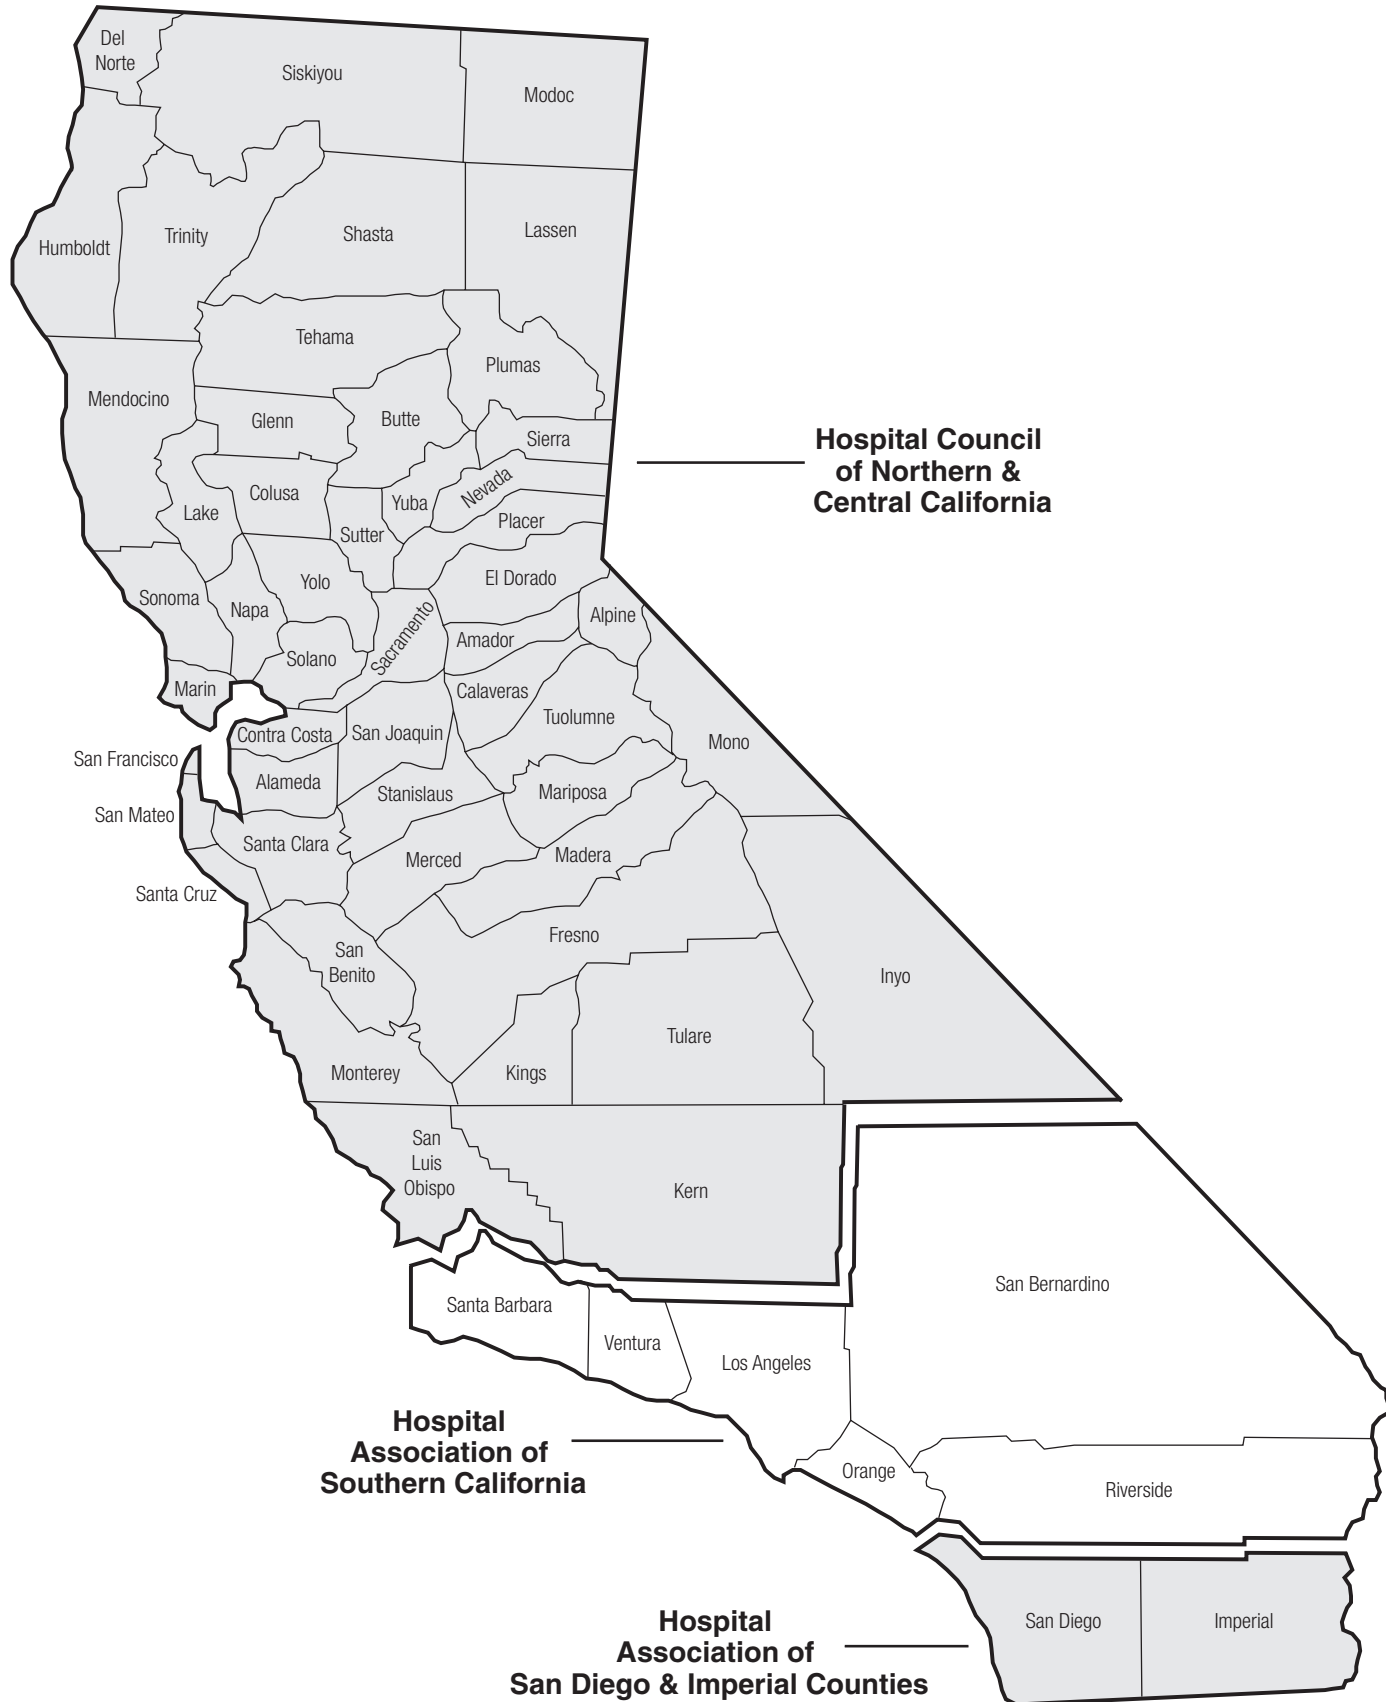 Del
Norte
Siskiyou
Modoc
Humboldt
Trinity
Shasta
Lassen
Tehama
Plumas
Mendocino
Glenn
Butte
Sierra
Hospital Council
of Northern &
Central California
Colusa
Yuba
Nevada
Lake
Sutter
Placer
Sonoma
Napa
Yolo
El Dorado
Alpine
Sacramento
Amador
Solano
Marin
Calaveras
Contra Costa
San Joaquin
Tuolumne
Mono
San Francisco
Alameda
Stanislaus
Mariposa
San Mateo
Santa Clara
Merced
Madera
Santa Cruz
Fresno
San
Benito
Inyo
Tulare
Monterey
Kings
San
Luis
Obispo
Kern
Santa Barbara
San Bernardino
Ventura
Los Angeles
Hospital
Association of
Southern California
Orange
Riverside
Hospital
Association of
San Diego & Imperial Counties
San Diego
Imperial